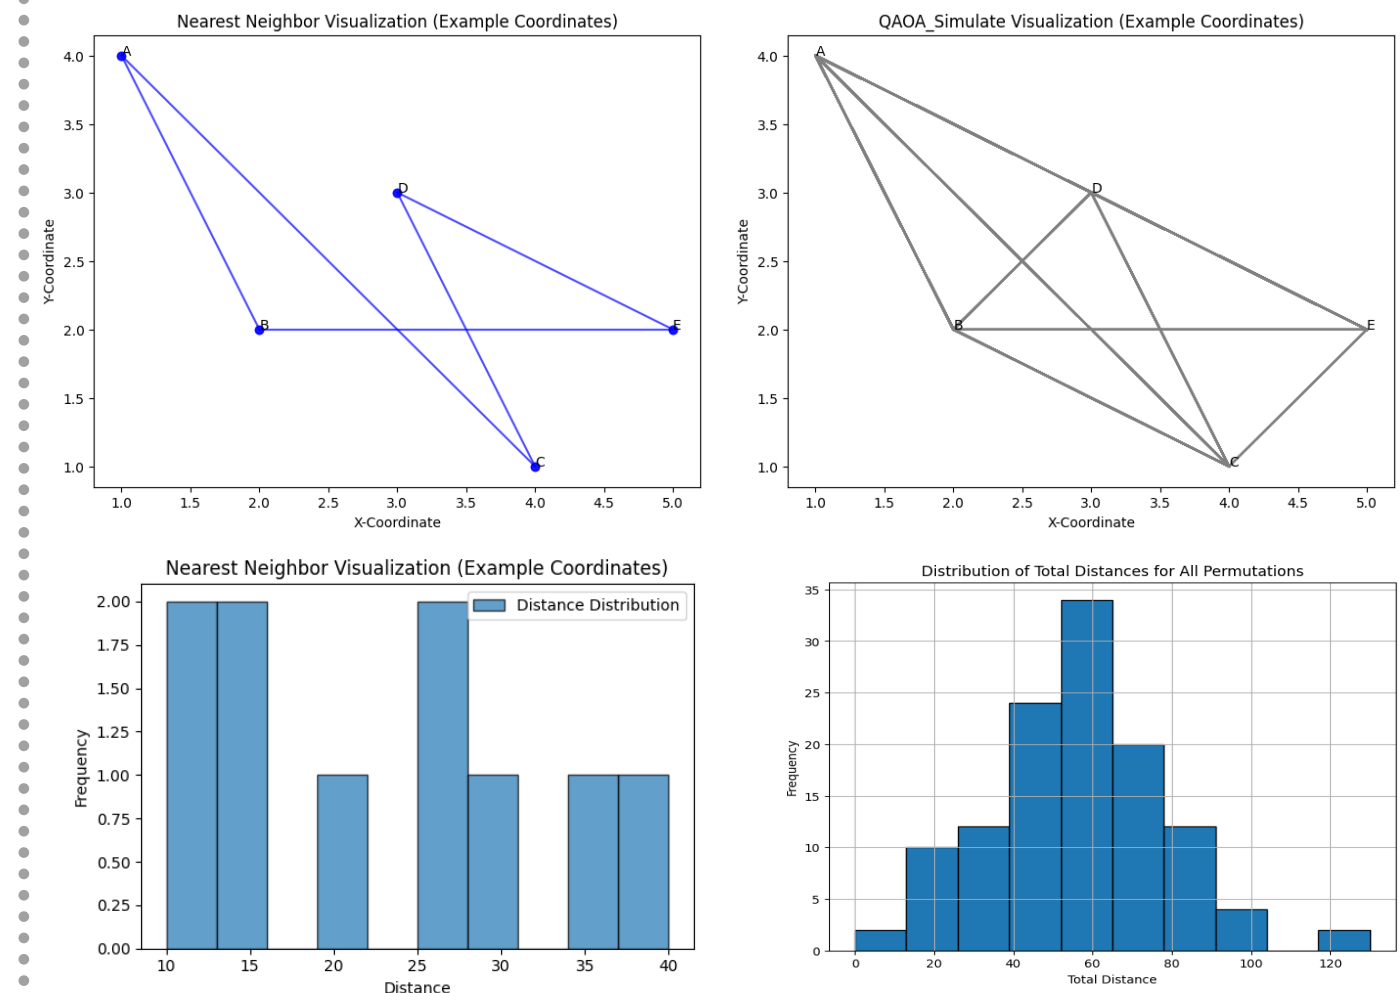 Nearest Neighbor Visualization (Example Coordinates)
A
B
C
D
E
4.0
3.5
3.0
2.5
2.0
1.5
1.0
Y-Coordinate
1.0 1.5 2.0 2.5 3.0 3.5 4.0 4.5 5.0
X-Coordinate
QAOA_Simulate Visualization (Example Coordinates)
A
B
C
D
E
4.0
3.5
3.0
2.5
2.0
1.5
1.0
Y-Coordinate
1.0 1.5 2.0 2.5 3.0 3.5 4.0 4.5 5.0
X-Coordinate
Nearest Neighbor Visualization (Example Coordinates)
Distance Distribution
2.00
1.75
1.50
1.25
1.00
0.75
0.50
0.25
0.00
Frequency
10 15 20 25 30 35 40
Distance
Distribution of Total Distances for All Permutations
35
30
25
20
15
10
5
0
Frequency
0 20 40 60 80 100 120
Total Distance